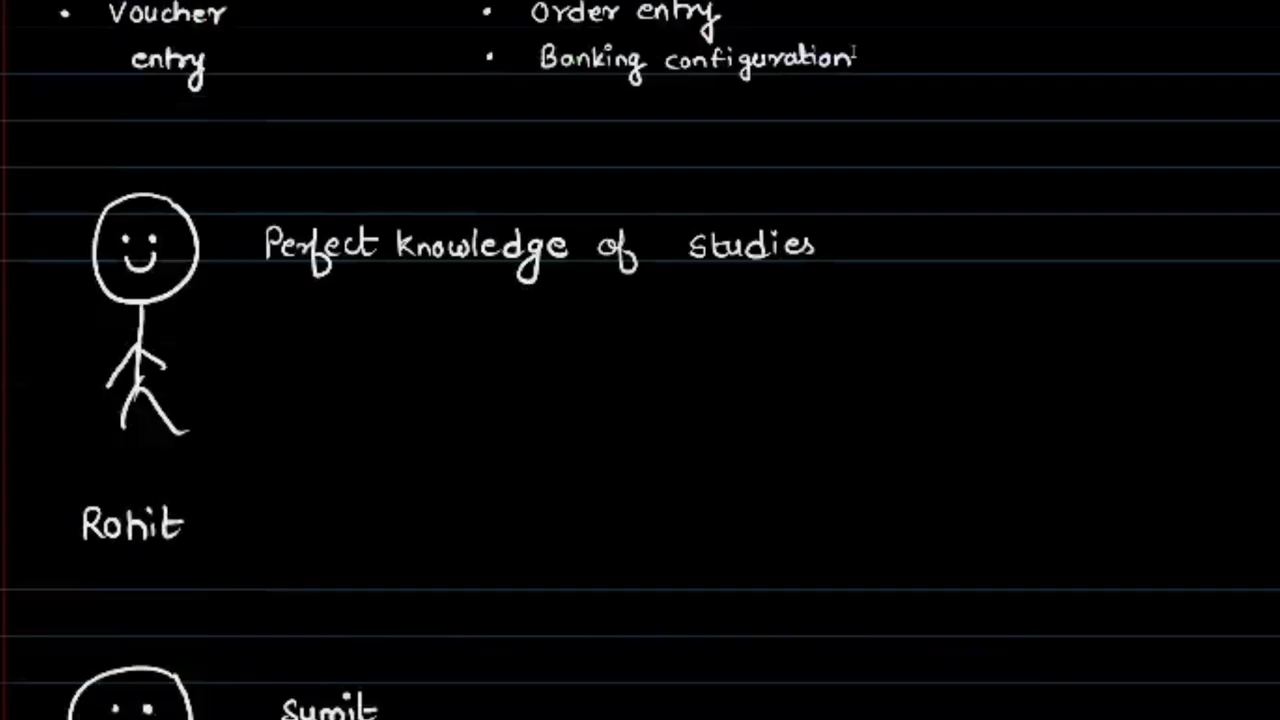 • Voucher
entry
• Order entry
• Banking configuration
Perfect knowledge of studies
Rohit
Sumit